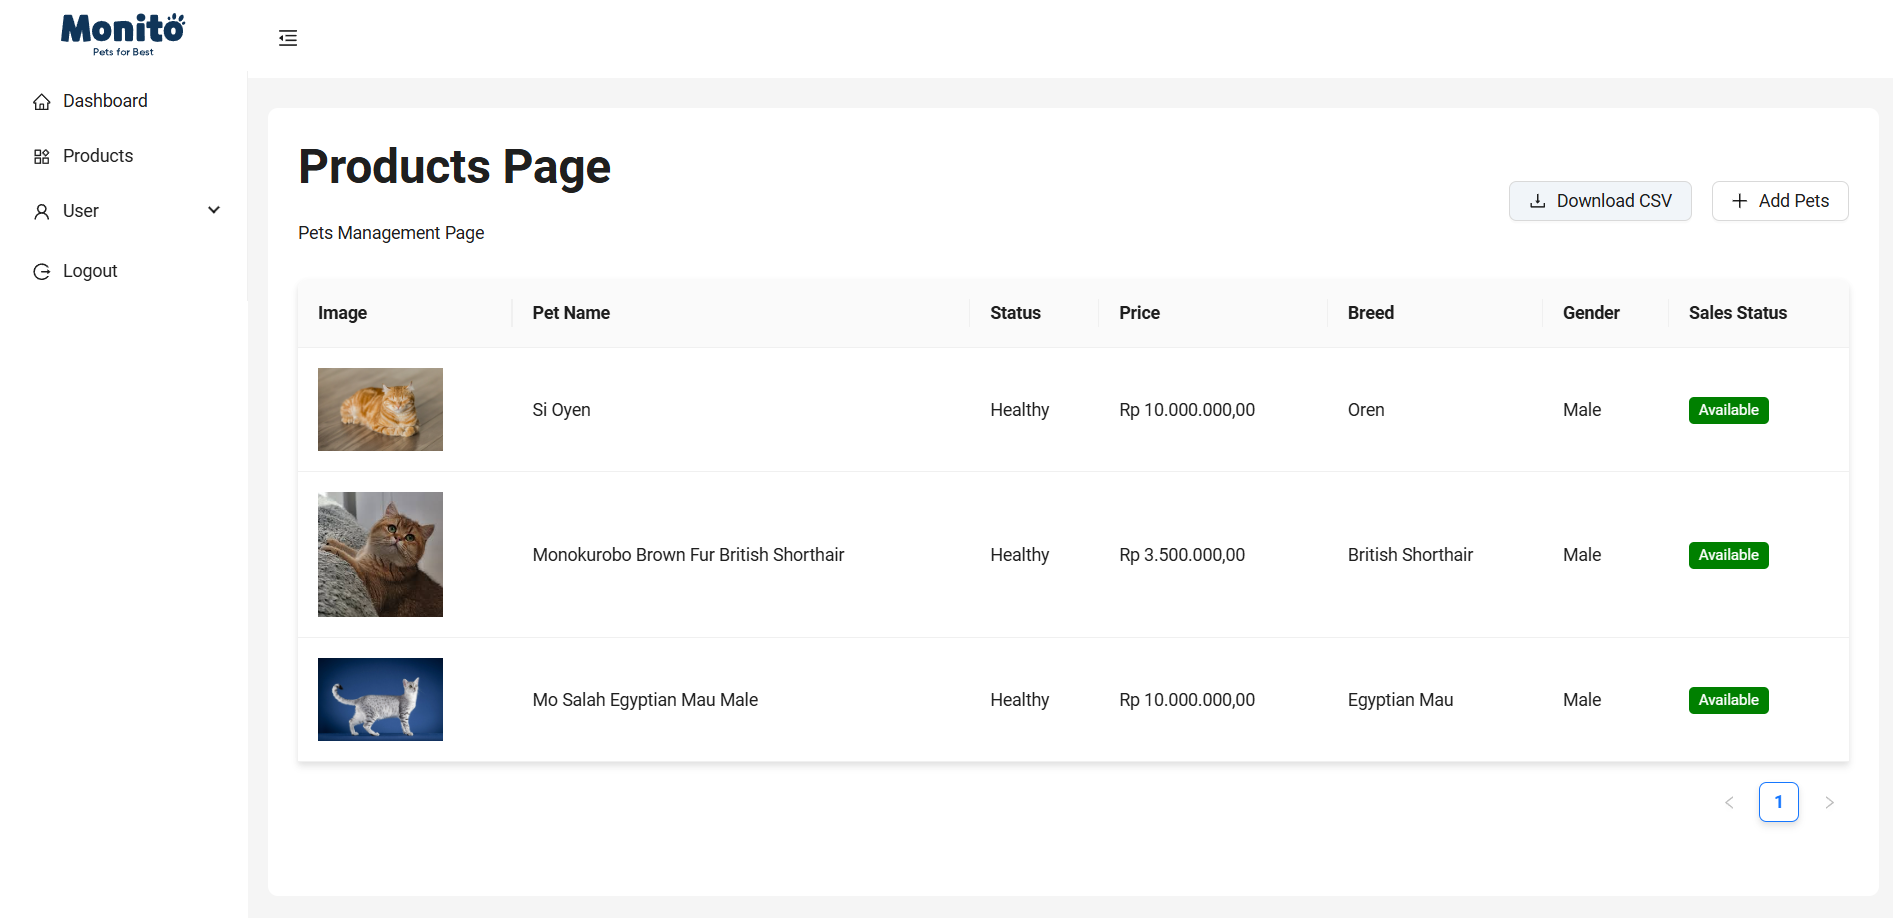 Monito
Pets for Best
Dashboard
Products
User
Logout
Products Page
Pets Management Page
Download CSV
Add Pets
Image Pet Name Status Price Breed Gender Sales Status
Si Oyen Healthy Rp 10.000.000,00 Oren Male Available
Monokurobo Brown Fur British Shorthair Healthy Rp 3.500.000,00 British Shorthair Male Available
Mo Salah Egyptian Mau Male Healthy Rp 10.000.000,00 Egyptian Mau Male Available
1